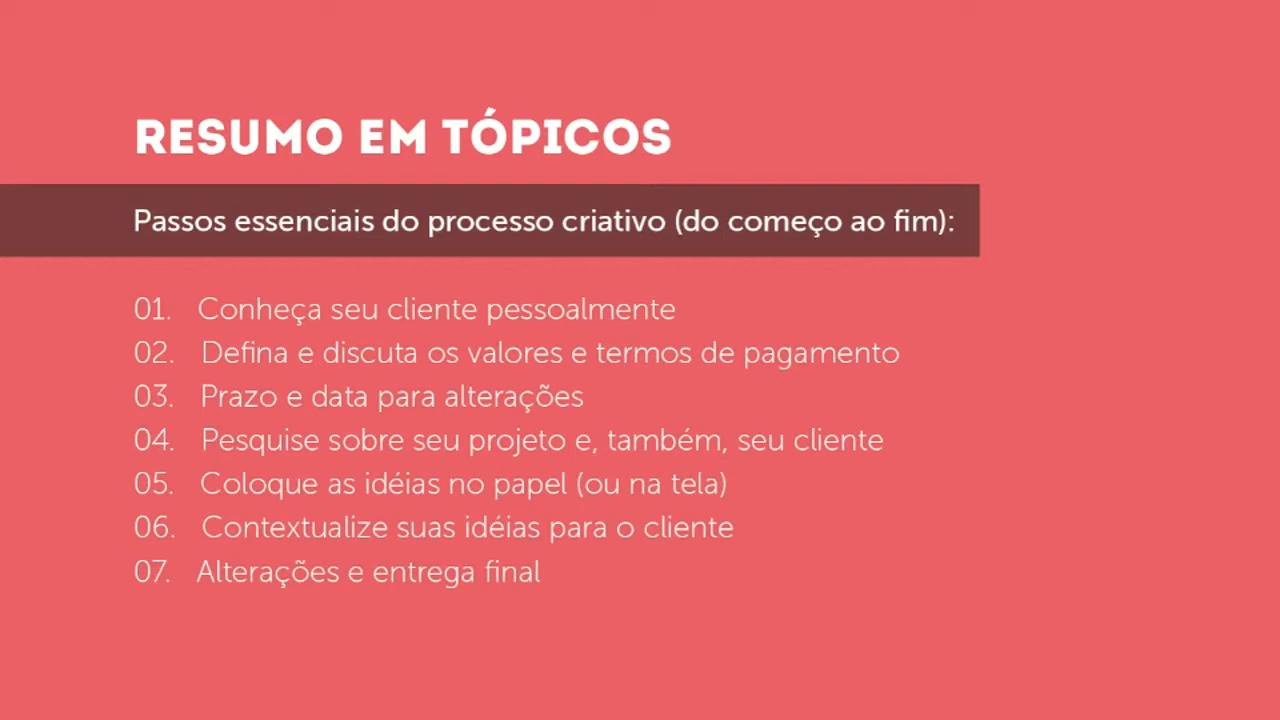 RESUMO EM TÓPICOS
Passos essenciais do processo criativo (do começo ao fim):
01. Conheça seu cliente pessoalmente
02. Defina e discuta os valores e termos de pagamento
03. Prazo e data para alterações
04. Pesquise sobre seu projeto e, também, seu cliente
05. Coloque as idéias no papel (ou na tela)
06. Contextualize suas idéias para o cliente
07. Alterações e entrega final